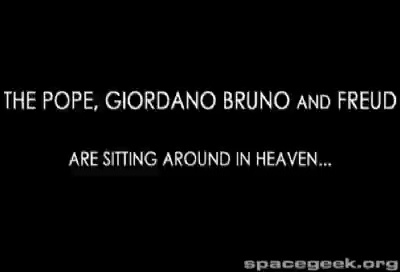 THE POPE, GIORDANO BRUNO AND FREUD
ARE SITTING AROUND IN HEAVEN...
spacegeek.org